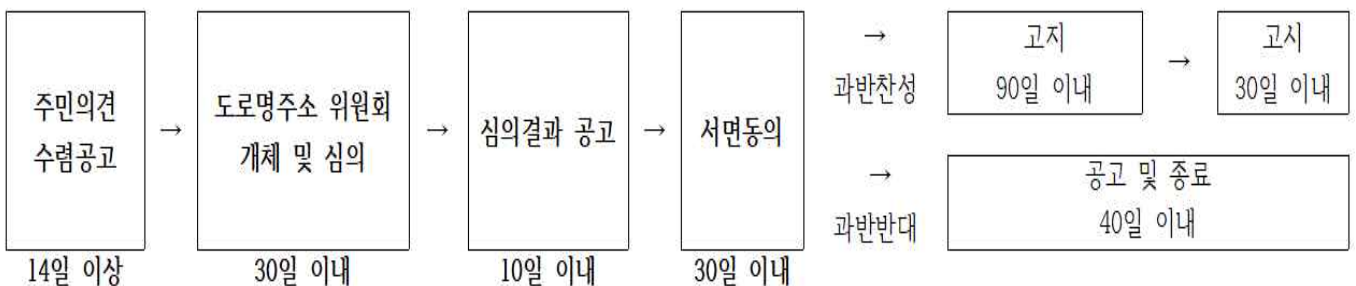 주민의견
수렴공고
14일 이상
→
도로명주소 위원회
개체 및 심의
30일 이내
→
심의결과 공고
10일 이내
→
서면동의
30일 이내
→
과반찬성
고지
90일 이내
→
고시
30일 이내
→
과반반대
공고 및 종료
40일 이내